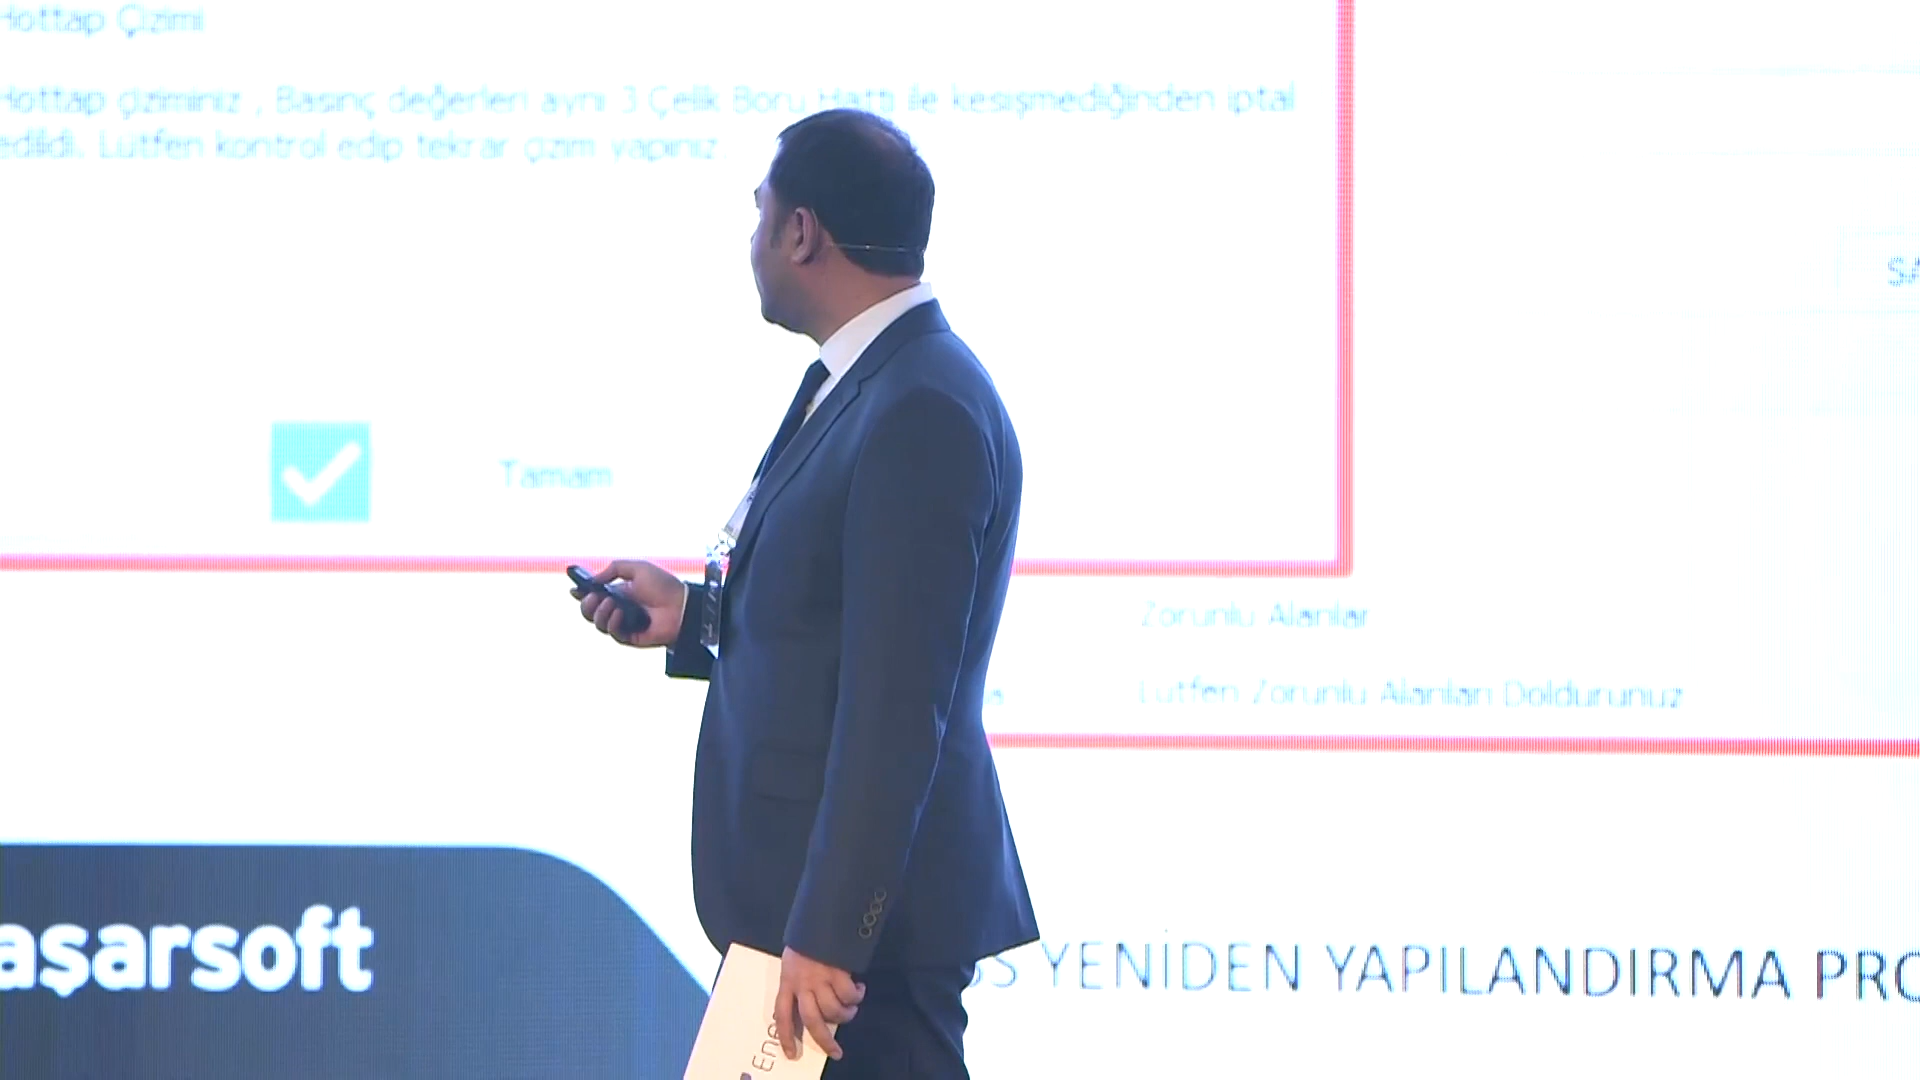 Hottap Çizimi
Hottap çiziminiz , Basınç değerleri aynı 3 Çelik Boru Hattı ile kesişmediğinden iptal
edildi. Lütfen kontrol edip tekrar çizim yapınız.
Tamam
Zorunlu Alanlar
Lütfen Zorunlu Alanları Doldurunuz
aşarsoft
YENİDEN YAPILANDIRMA PRO
Ene